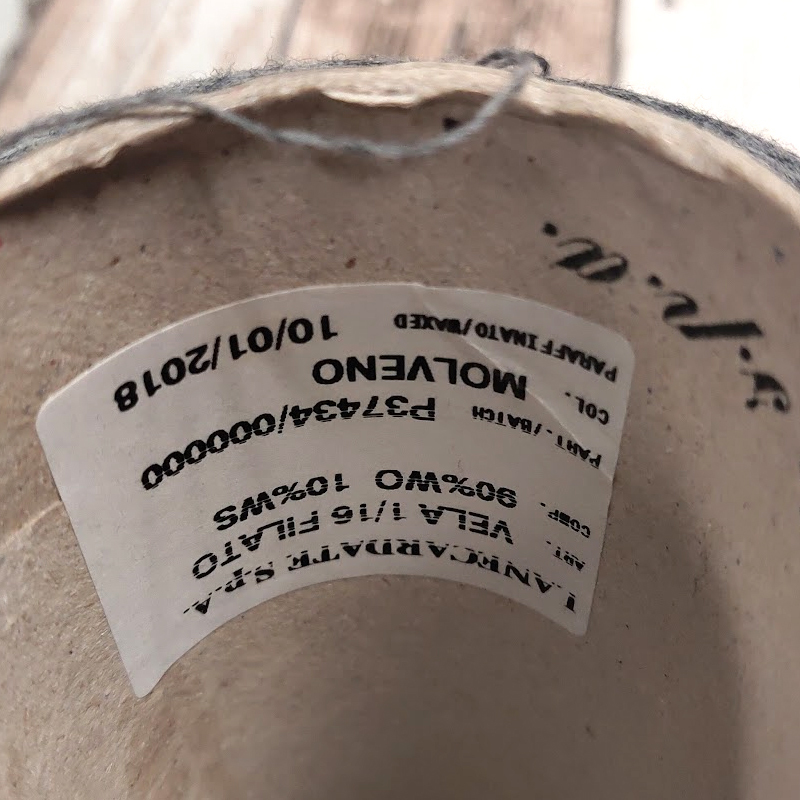 LANECARDATE S.P.A.
ART. VELA 1/16 FILATO
COMP. 90%WO 10%WS
PART./BATCH P37434/000000
COL. MOLVENO
PARAFFINATO/WAXED 10/01/2018
s.p.a.